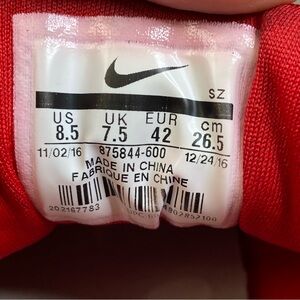 SZ
US UK EUR cm
8.5 7.5 42 26.5
11/02/16 875844-600 12/24/16
MADE IN CHINA
FABRIQUE EN CHINE
202167783